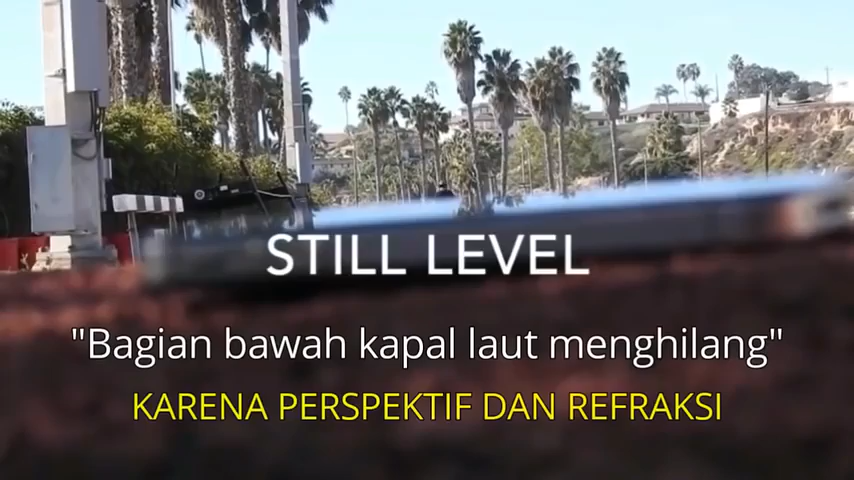 STILL LEVEL
"Bagian bawah kapal laut menghilang"
KARENA PERSPEKTIF DAN REFRAKSI